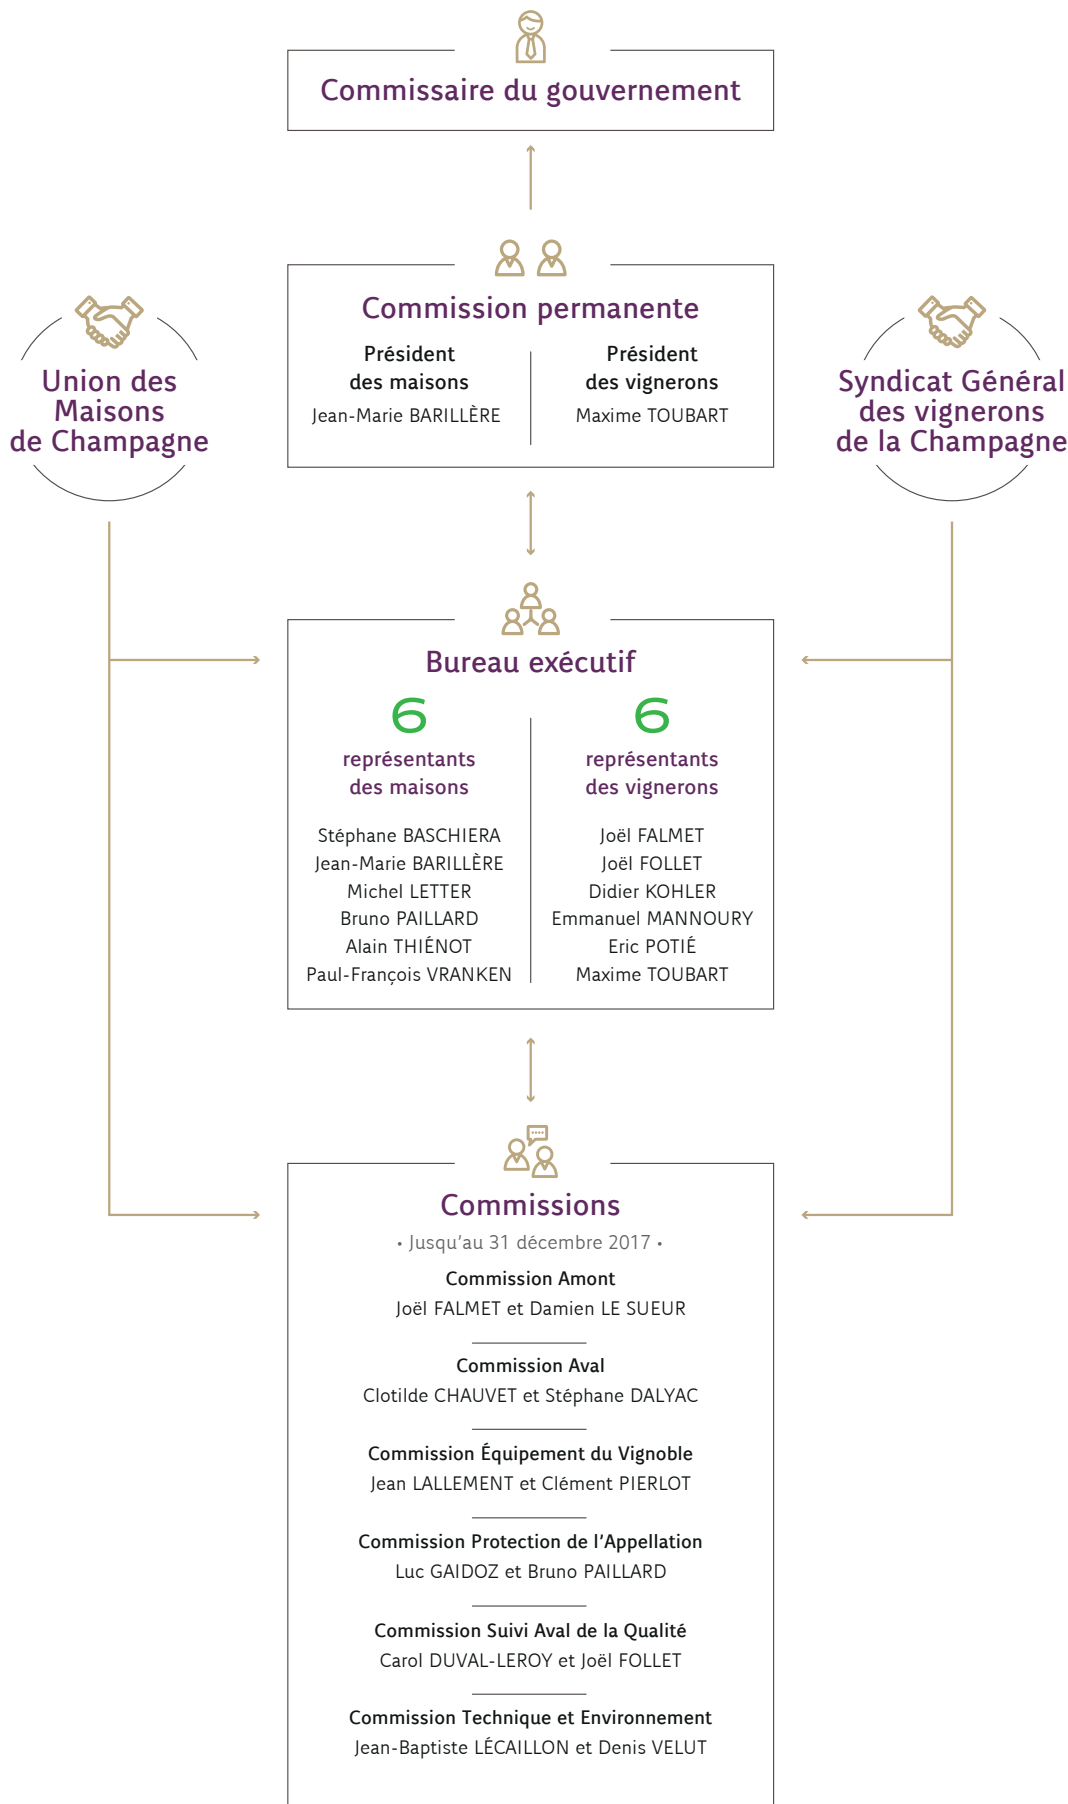 Commissaire du gouvernement
Commission permanente
Président
des maisons
Jean-Marie BARILLÈRE
Président
des vignerons
Maxime TOUBART
Union des
Maisons
de Champagne
Syndicat Général
des vignerons
de la Champagne
Bureau exécutif
6
représentants
des maisons
Stéphane BASCHIERA
Jean-Marie BARILLÈRE
Michel LETTER
Bruno PAILLARD
Alain THIÉNOT
Paul-François VRANKEN
6
représentants
des vignerons
Joël FALMET
Joël FOLLET
Didier KOHLER
Emmanuel MANNOURY
Eric POTIÉ
Maxime TOUBART
Commissions
• Jusqu’au 31 décembre 2017 •
Commission Amont
Joël FALMET et Damien LE SUEUR
Commission Aval
Clotilde CHAUVET et Stéphane DALYAC
Commission Équipement du Vignoble
Jean LALLEMENT et Clément PIERLOT
Commission Protection de l’Appellation
Luc GAIDOZ et Bruno PAILLARD
Commission Suivi Aval de la Qualité
Carol DUVAL-LEROY et Joël FOLLET
Commission Technique et Environnement
Jean-Baptiste LÉCAILLON et Denis VELUT